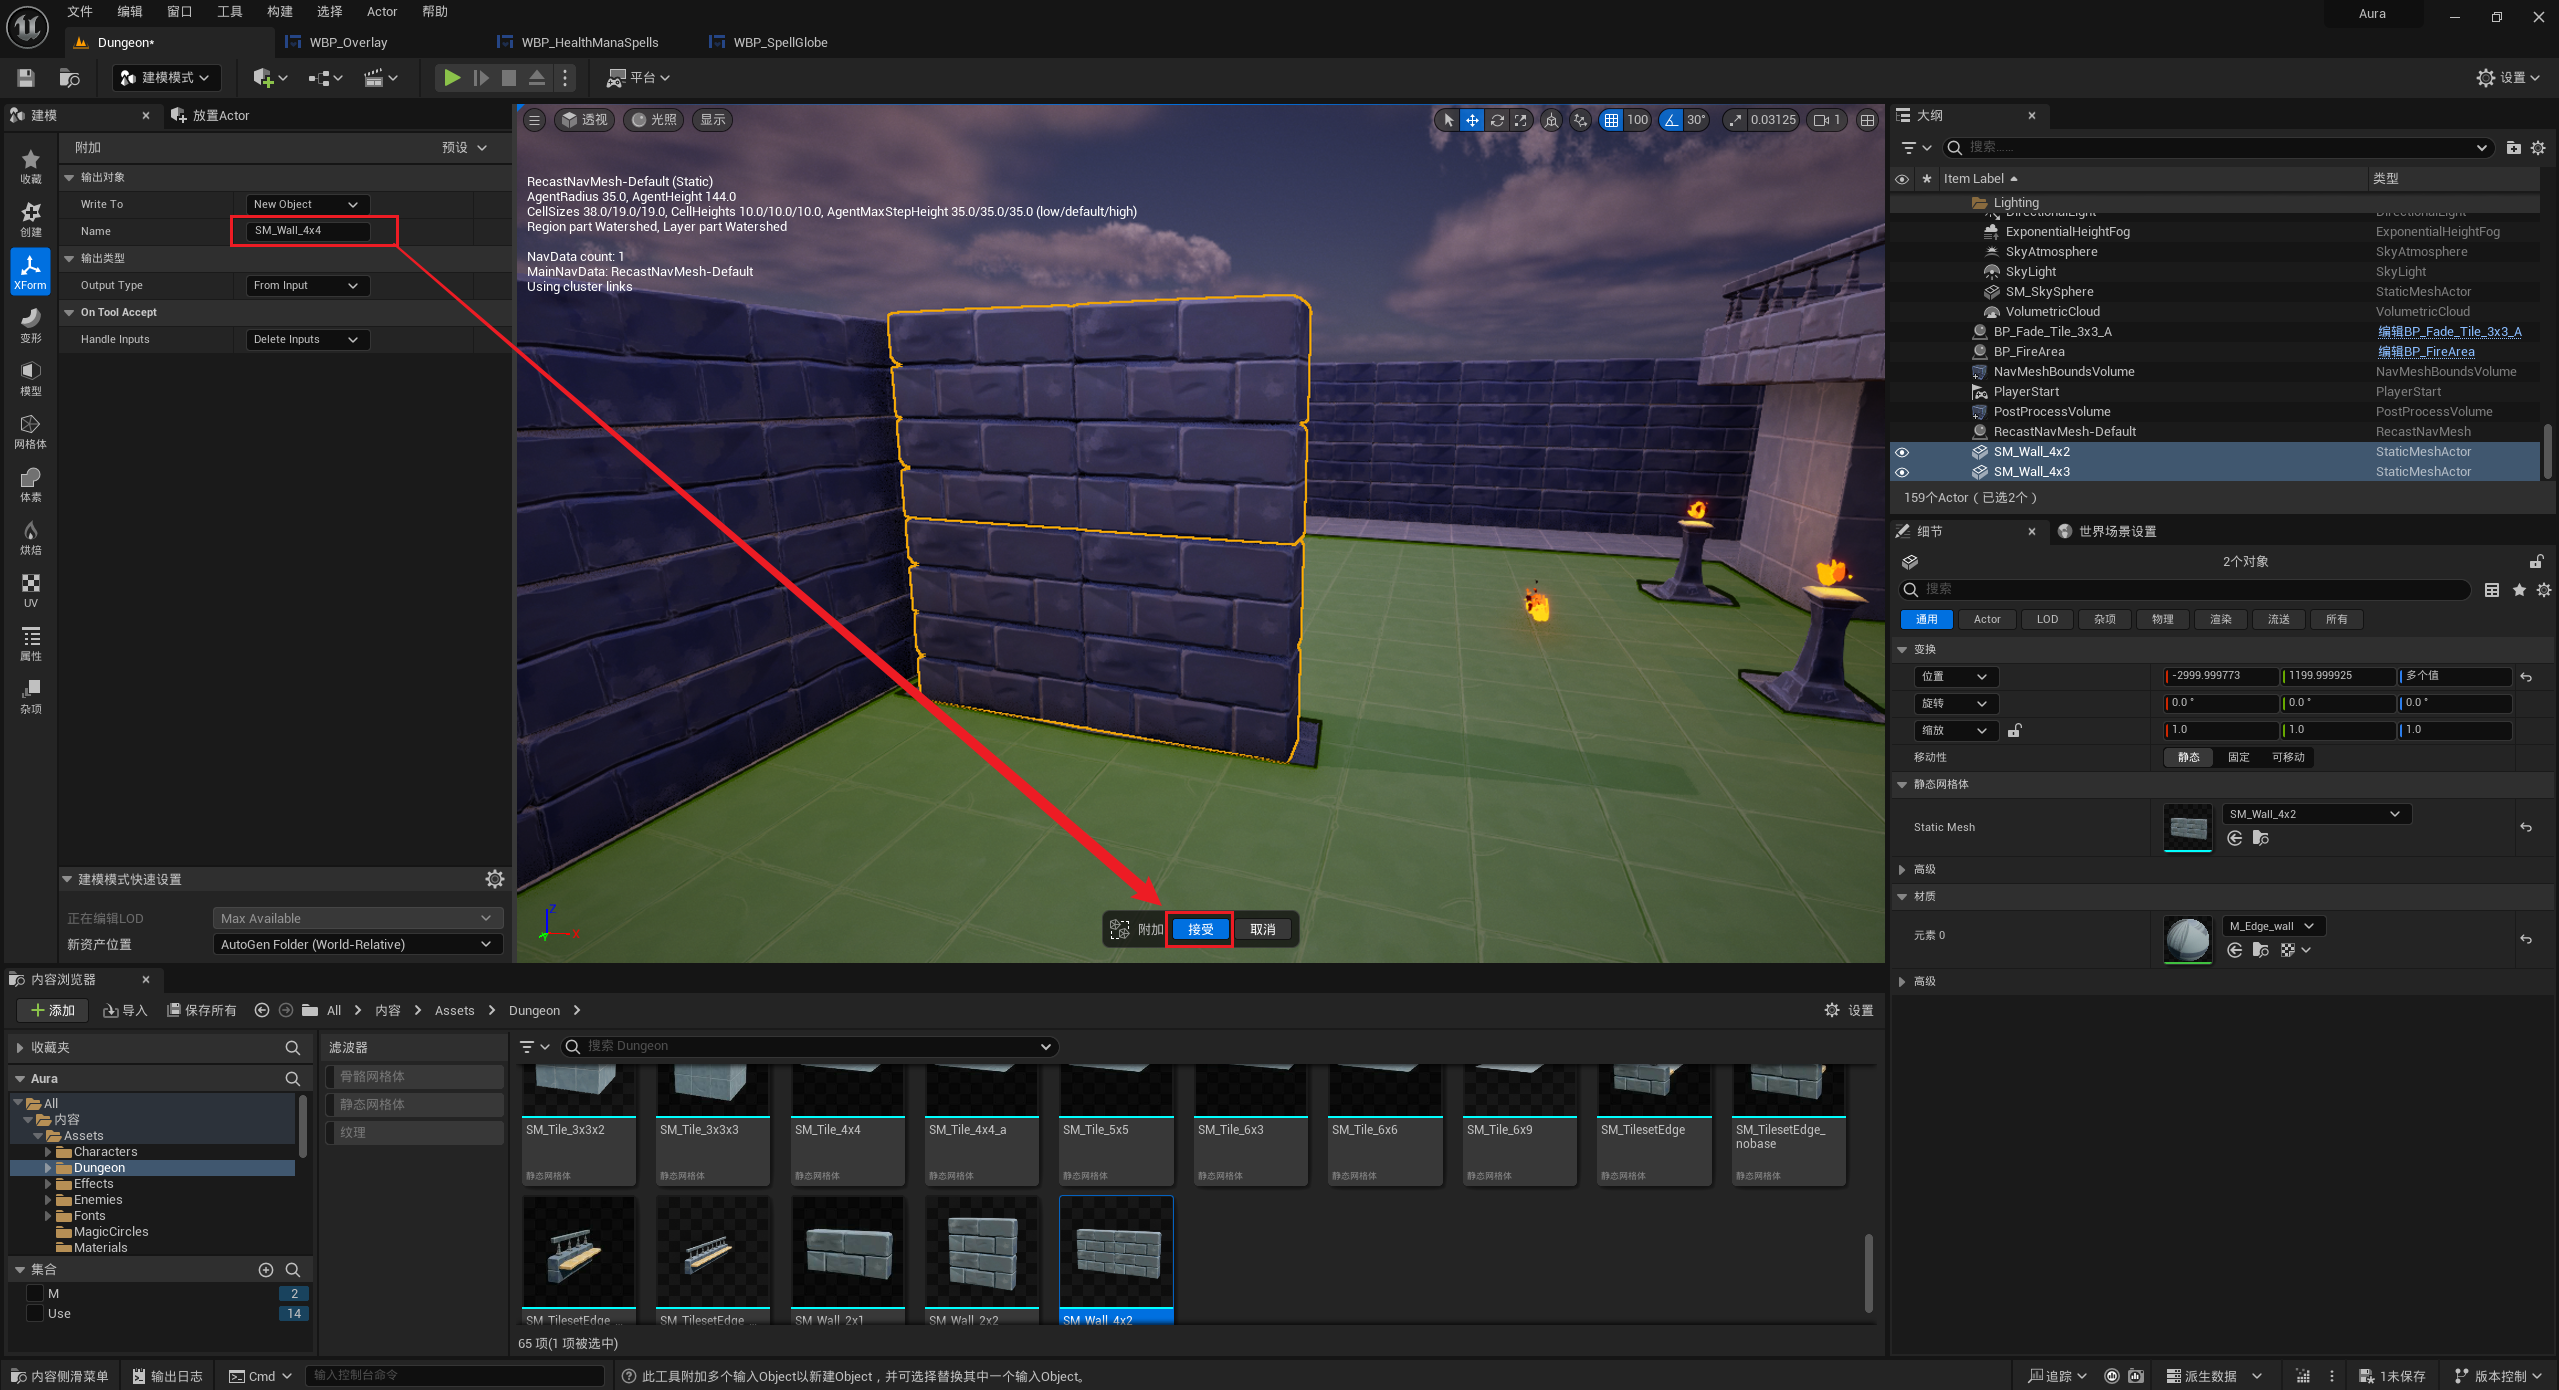 文件 编辑 窗口 工具 构建 选择 Actor 帮助
Aura
Dungeon* WBP_Overlay WBP_HealthManaSpells WBP_SpellGlobe
建模模式 平台 设置
建模 放置Actor
附加 预设
输出对象
Write To New Object
Name SM_Wall_4x4
输出类型
Output Type From Input
On Tool Accept
Handle Inputs Delete Inputs
收藏
创建
XForm
变形
模型
网格体
体素
烘焙
UV
属性
杂项
建模模式快速设置
正在编辑LOD Max Available
新资产位置 AutoGen Folder (World-Relative)
透视 光照 显示
100 30° 0.03125 1
RecastNavMesh-Default (Static)
AgentRadius 35.0, AgentHeight 144.0
CellSizes 38.0/19.0/19.0, CellHeights 10.0/10.0/10.0, AgentMaxStepHeight 35.0/35.0/35.0 (low/default/high)
Region part Watershed, Layer part Watershed
NavData count: 1
MainNavData: RecastNavMesh-Default
Using cluster links
Z
X
Y
附加 接受 取消
大纲
搜索......
Item Label 类型
Lighting
DirectionalLight DirectionalLight
ExponentialHeightFog ExponentialHeightFog
SkyAtmosphere SkyAtmosphere
SkyLight SkyLight
SM_SkySphere StaticMeshActor
VolumetricCloud VolumetricCloud
BP_Fade_Tile_3x3_A 编辑BP_Fade_Tile_3x3_A
BP_FireArea 编辑BP_FireArea
NavMeshBoundsVolume NavMeshBoundsVolume
PlayerStart PlayerStart
PostProcessVolume PostProcessVolume
RecastNavMesh-Default RecastNavMesh
SM_Wall_4x2 StaticMeshActor
SM_Wall_4x3 StaticMeshActor
159个Actor（已选2个）
细节 世界场景设置
2个对象
搜索
通用 Actor LOD 杂项 物理 渲染 流送 所有
变换
位置 -2999.999773 1199.999925 多个值
旋转 0.0 ° 0.0 ° 0.0 °
缩放 1.0 1.0 1.0
移动性 静态 固定 可移动
静态网格体
Static Mesh SM_Wall_4x2
高级
材质
元素 0 M_Edge_wall
高级
内容浏览器
添加 导入 保存所有 All 内容 Assets Dungeon 设置
收藏夹
Aura
All
内容
Assets
Characters
Dungeon
Effects
Enemies
Fonts
MagicCircles
Materials
集合
M 2
Use 14
滤波器
骨骼网格体
静态网格体
纹理
搜索 Dungeon
SM_Tile_3x3x2 SM_Tile_3x3x3 SM_Tile_4x4 SM_Tile_4x4_a SM_Tile_5x5 SM_Tile_6x3 SM_Tile_6x6 SM_Tile_6x9 SM_TilesetEdge SM_TilesetEdge_
nobase
静态网格体 静态网格体 静态网格体 静态网格体 静态网格体 静态网格体 静态网格体 静态网格体 静态网格体 静态网格体
SM_TilesetEdge_... SM_TilesetEdge_... SM_Wall_2x1 SM_Wall_2x2 SM_Wall_4x2
65 项(1 项被选中)
内容侧滑菜单 输出日志 Cmd 输入控制台命令 此工具附加多个输入Object以新建Object，并可选择替换其中一个输入Object。 追踪 派生数据 1未保存 版本控制